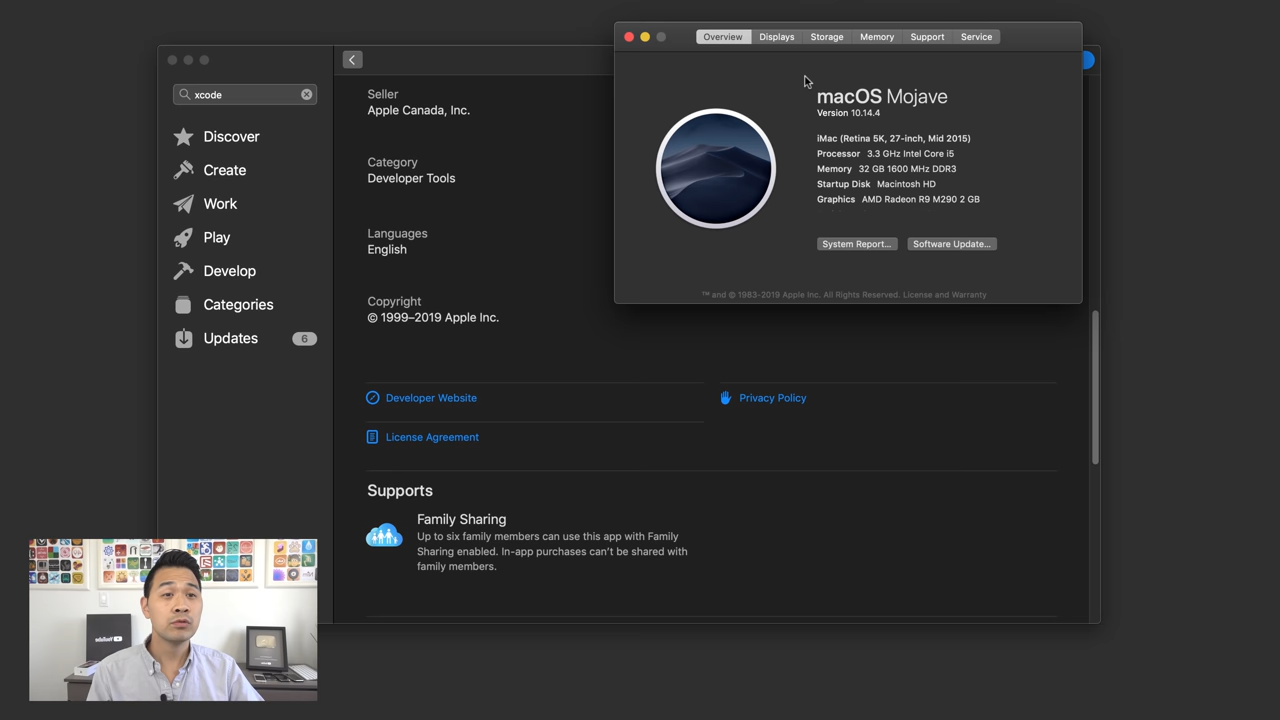 xcode
Discover
Create
Work
Play
Develop
Categories
Updates
6
Seller
Apple Canada, Inc.
Category
Developer Tools
Languages
English
Copyright
© 1999–2019 Apple Inc.
Developer Website
Privacy Policy
License Agreement
Supports
Family Sharing
Up to six family members can use this app with Family
Sharing enabled. In-app purchases can't be shared with
family members.
Overview
Displays
Storage
Memory
Support
Service
macOS Mojave
Version 10.14.4
iMac (Retina 5K, 27-inch, Mid 2015)
Processor 3.3 GHz Intel Core i5
Memory 32 GB 1600 MHz DDR3
Startup Disk Macintosh HD
Graphics AMD Radeon R9 M290 2 GB
System Report...
Software Update...
™ and © 1983-2019 Apple Inc. All Rights Reserved. License and Warranty